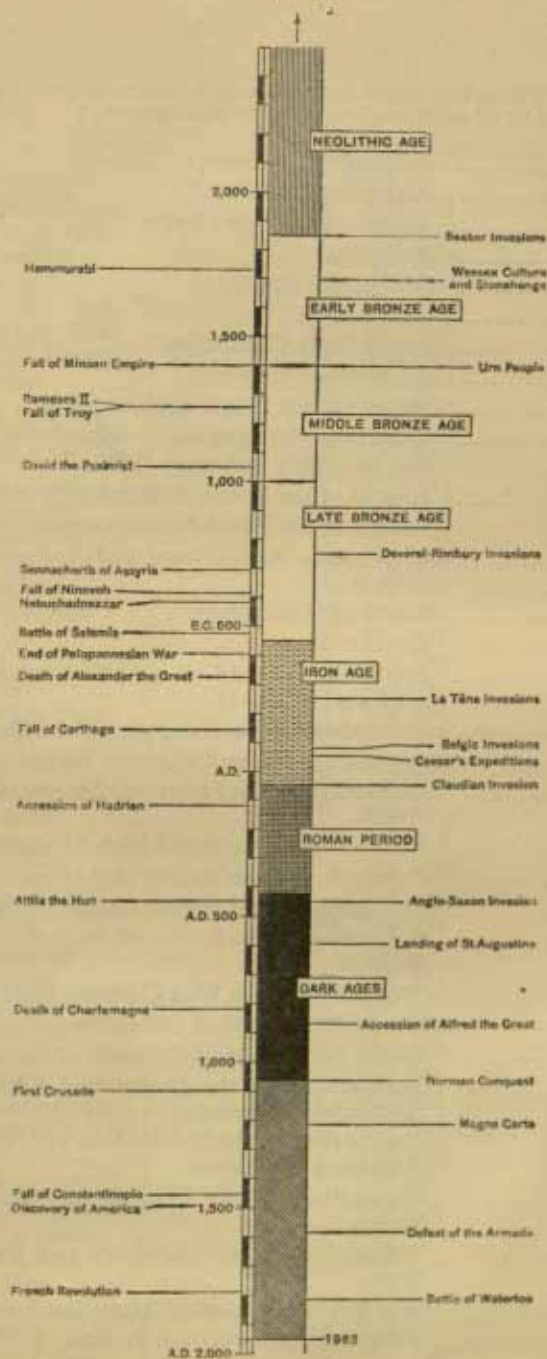 NEOLITHIC AGE
2,000
Beaker Invasions
Hammurabi
Wessex Culture
and Stonehenge
EARLY BRONZE AGE
1,500
Fall of Minoan Empire
Urn People
Rameses II
Fall of Troy
MIDDLE BRONZE AGE
David the Psalmist
1,000
LATE BRONZE AGE
Deverel-Rimbury Invasions
Sennacherib of Assyria
Fall of Nineveh
Nebuchadnezzar
B.C. 500
Battle of Salamis
End of Peloponnesian War
IRON AGE
Death of Alexander the Great
La Tène Invasions
Fall of Carthage
Belgic Invasions
Caesar's Expeditions
A.D.
Claudian Invasion
Accession of Hadrian
ROMAN PERIOD
Attila the Hun
Anglo-Saxon Invasion
A.D. 500
Landing of St. Augustine
DARK AGES
Death of Charlemagne
Accession of Alfred the Great
1,000
Norman Conquest
First Crusade
Magna Carta
Fall of Constantinople
Discovery of America
1,500
Defeat of the Armada
French Revolution
Battle of Waterloo
A.D. 2,000